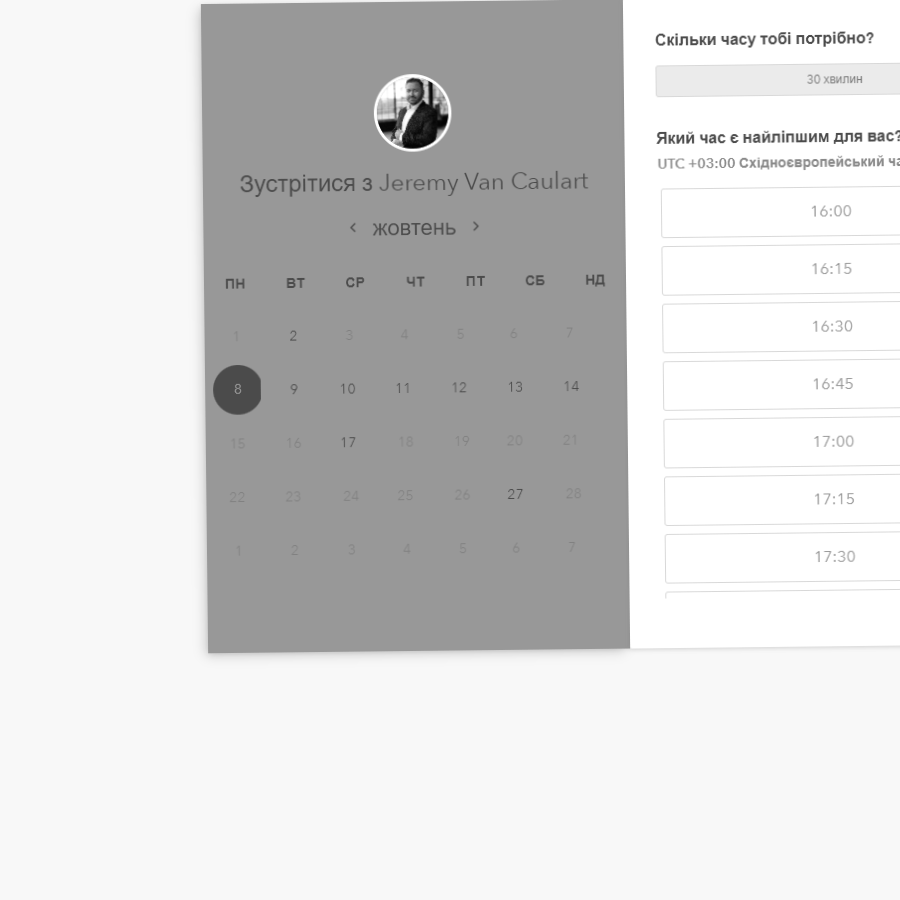 Зустрітися з Jeremy Van Caulart
‹ жовтень ›
ПН ВТ СР ЧТ ПТ СБ НД
1 2 3 4 5 6 7
8 9 10 11 12 13 14
15 16 17 18 19 20 21
22 23 24 25 26 27 28
1 2 3 4 5 6 7
Скільки часу тобі потрібно?
30 хвилин
Який час є найліпшим для вас?
UTC +03:00 Східноєвропейський
16:00
16:15
16:30
16:45
17:00
17:15
17:30